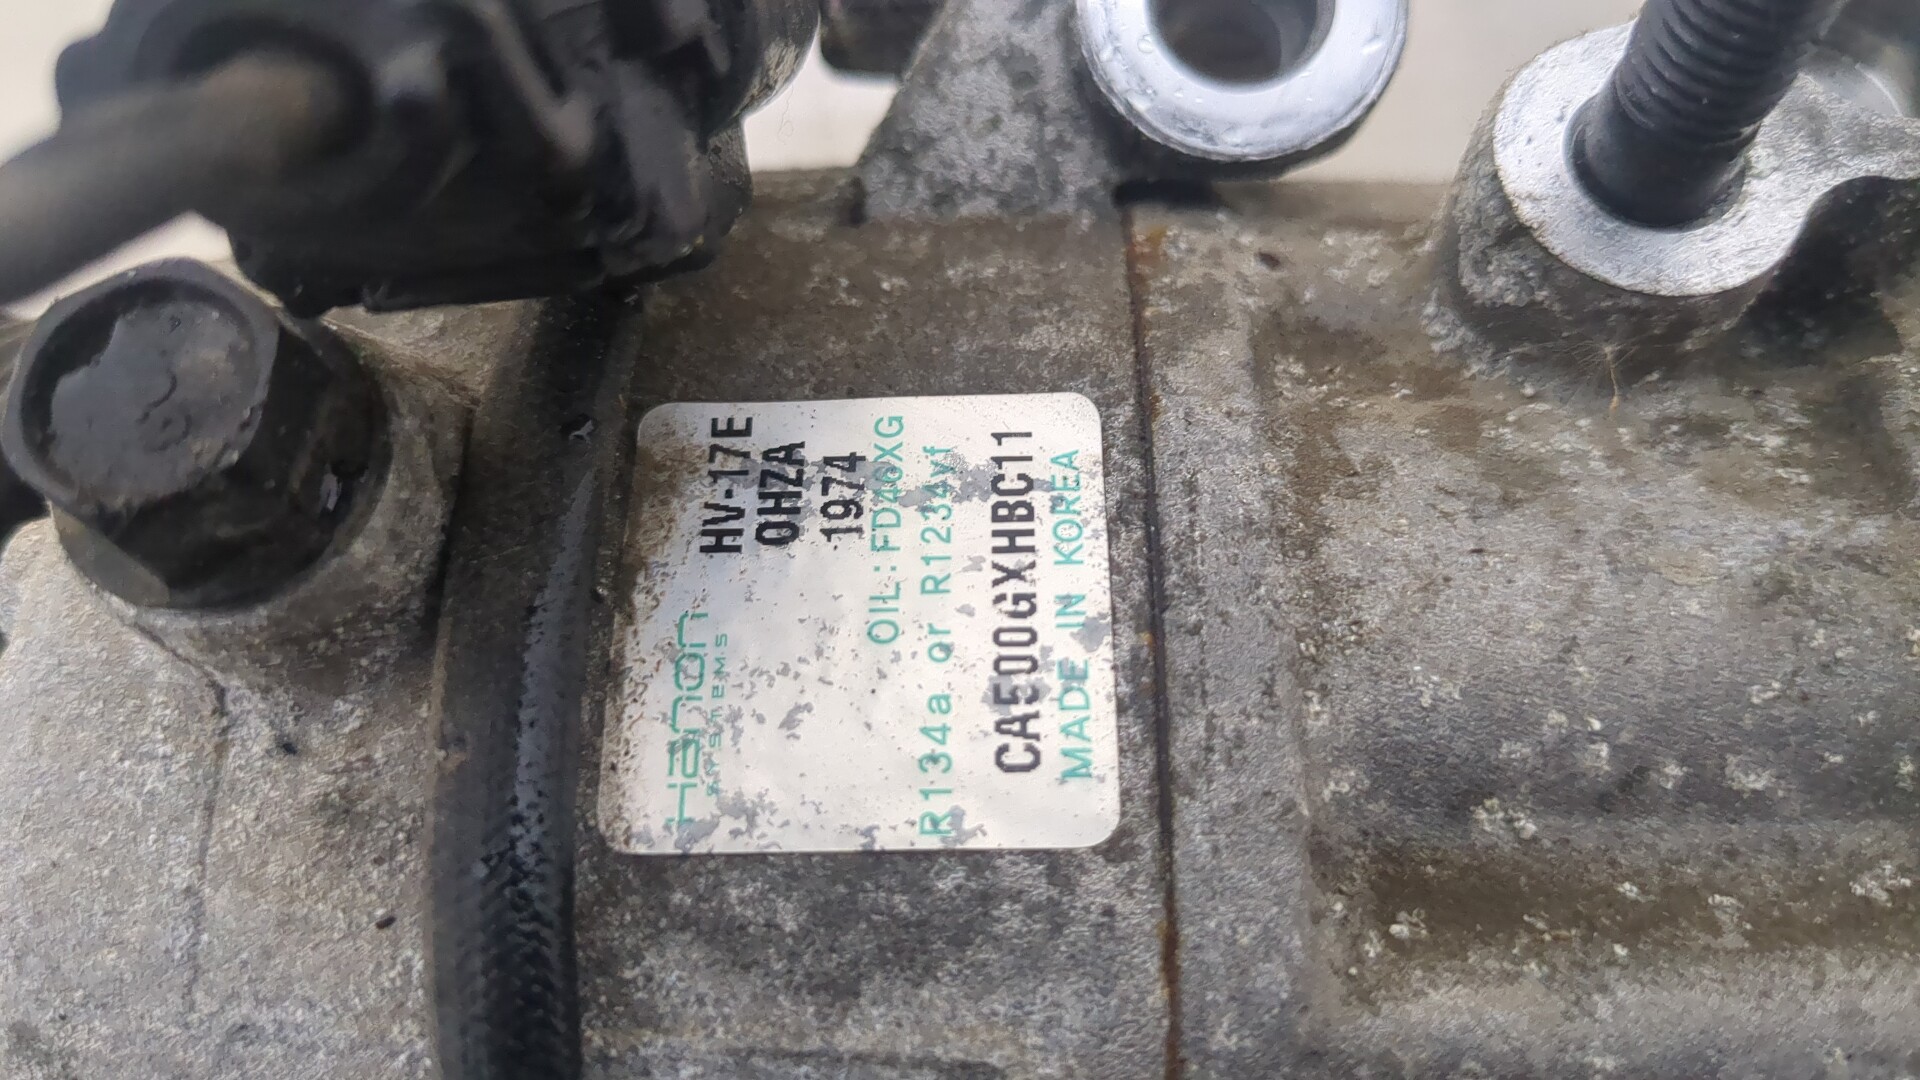 HV-17E
0HZA
1974
Hanon
SYSTEMS
OIL: FD46XG
R134a or R1234yf
CA500GXHBC11
MADE IN KOREA